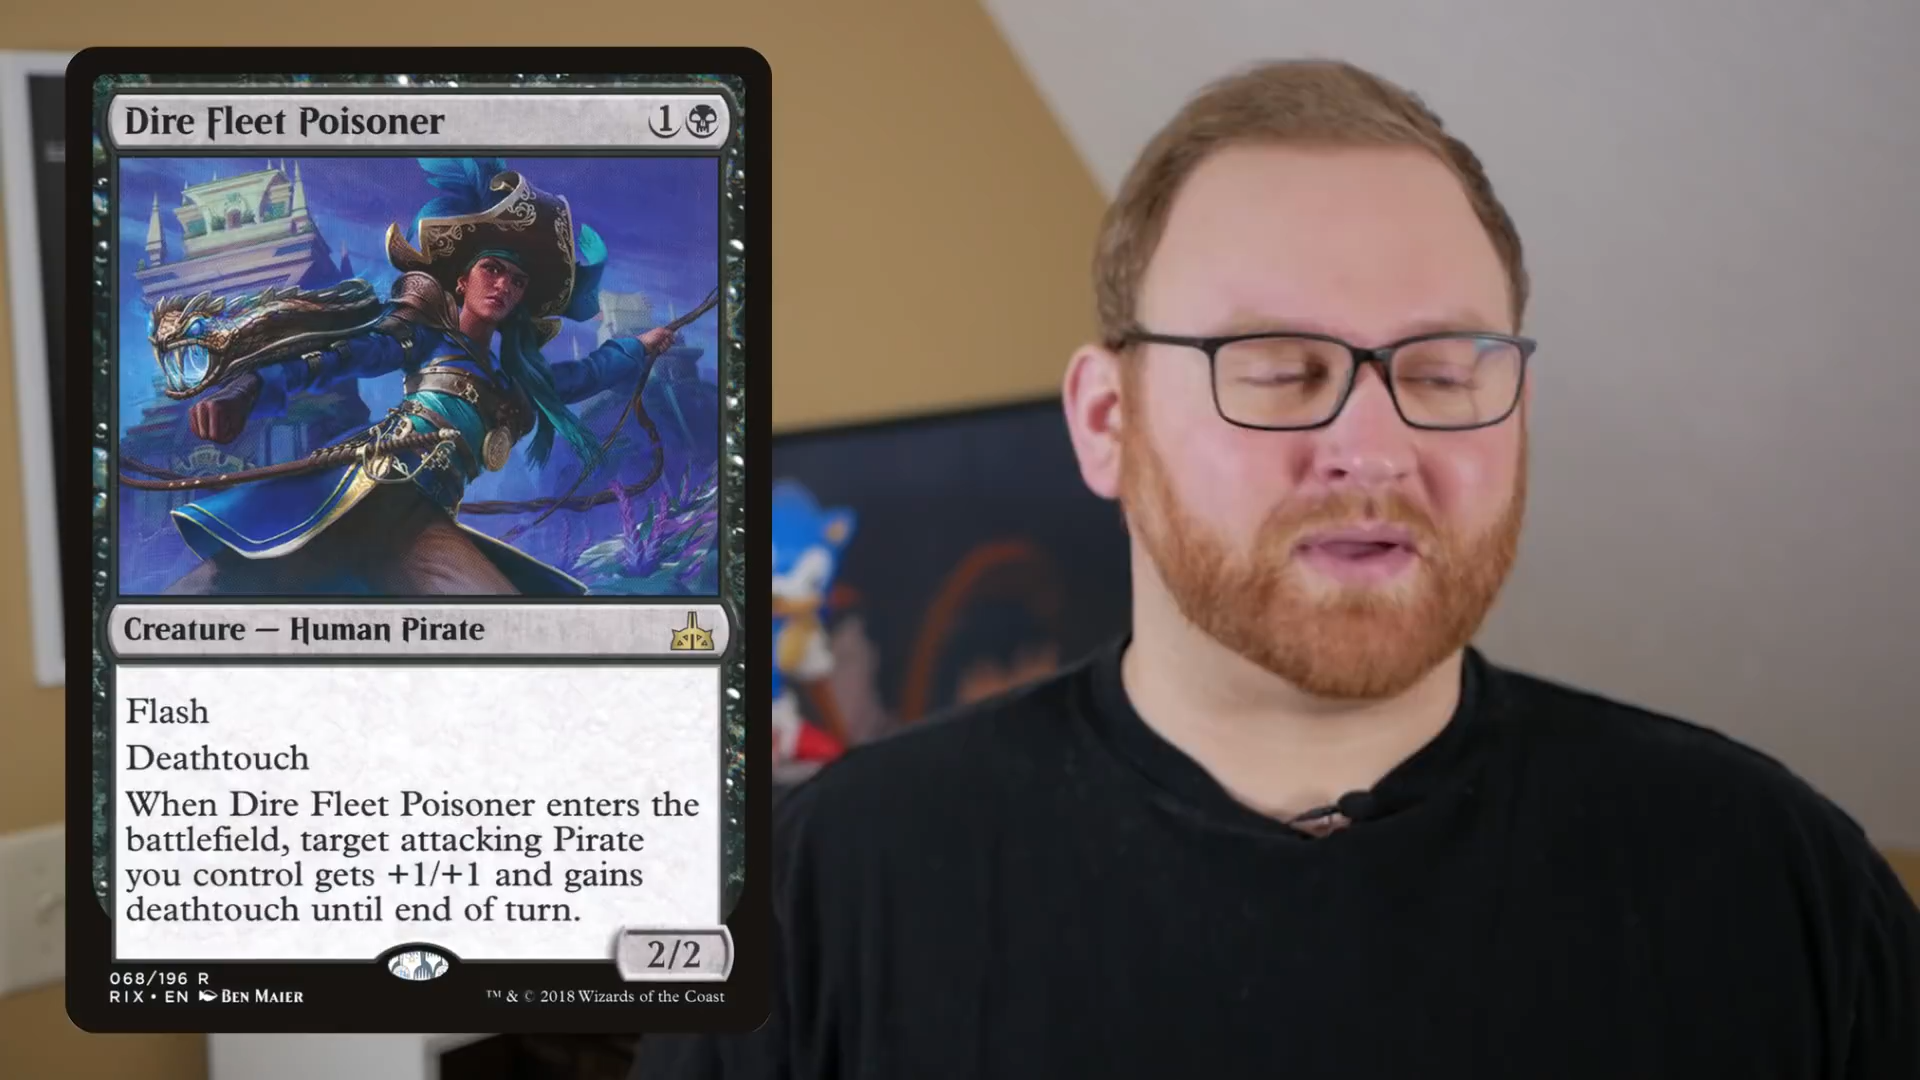 Dire Fleet Poisoner 1
Creature — Human Pirate
Flash
Deathtouch
When Dire Fleet Poisoner enters the
battlefield, target attacking Pirate
you control gets +1/+1 and gains
deathtouch until end of turn.
2/2
068/196 R
RIX • EN Ben Maier
™ & © 2018 Wizards of the Coast